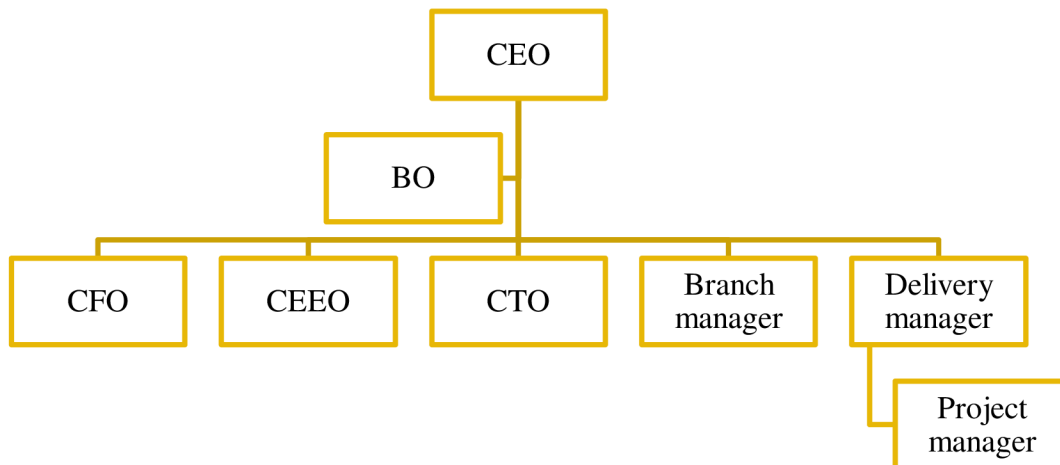 CEO
BO
CFO
CEEO
CTO
Branch
manager
Delivery
manager
Project
manager